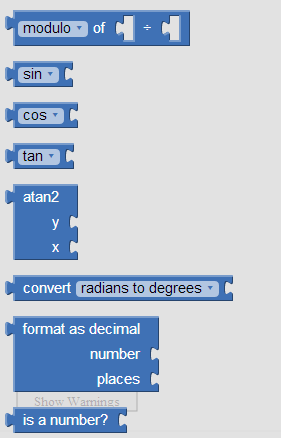 modulo of ÷
sin
cos
tan
atan2
y
x
convert radians to degrees
format as decimal
number
places
Show Warnings
is a number?